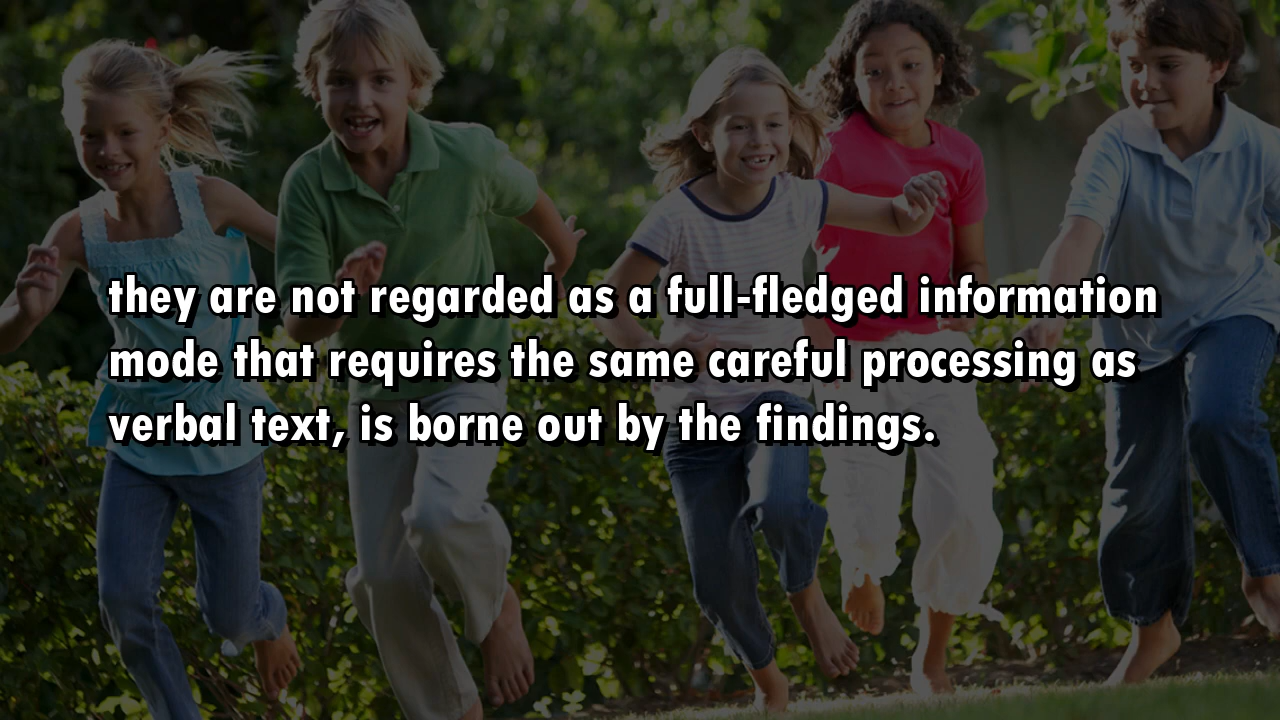 they are not regarded as a full-fledged information
mode that requires the same careful processing as
verbal text, is borne out by the findings.